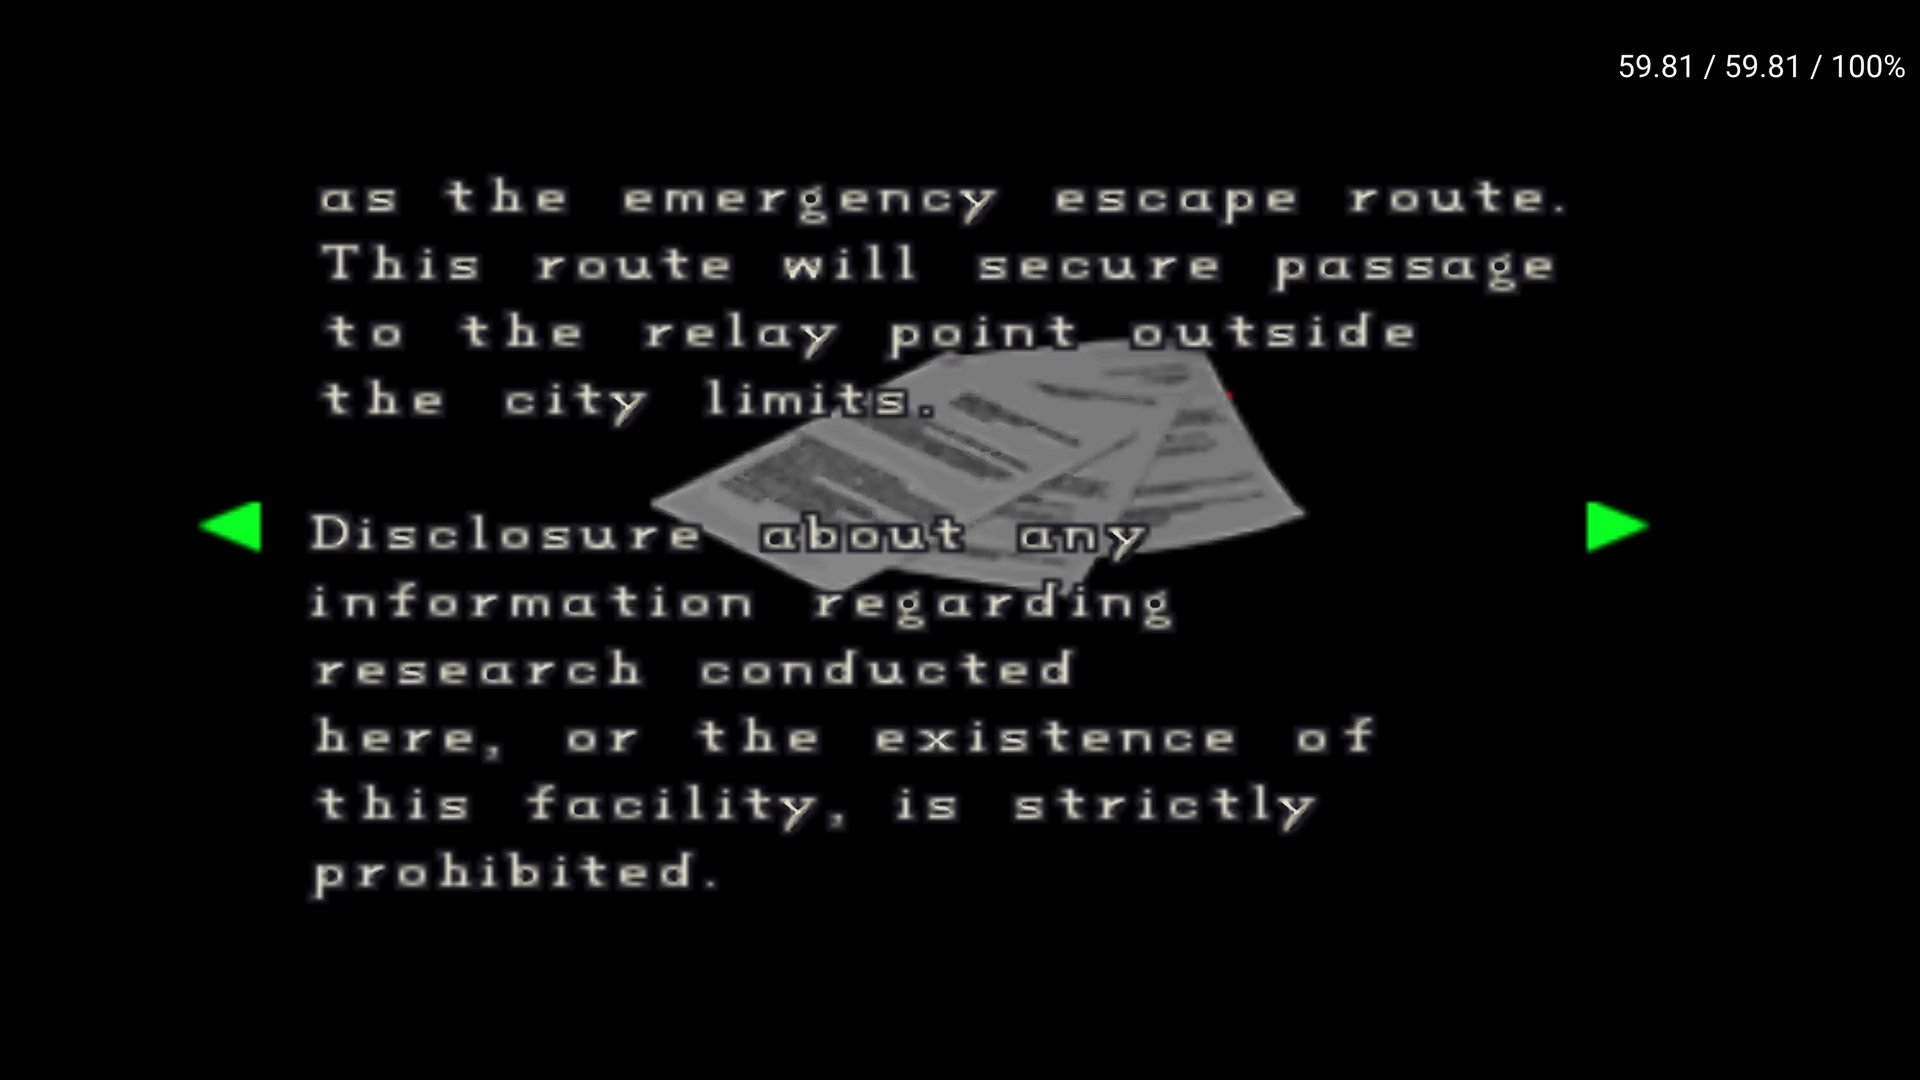 59.81 / 59.81 / 100%
as the emergency escape route.
This route will secure passage
to the relay point outside
the city limits.
Disclosure about any
information regarding
research conducted
here, or the existence of
this facility, is strictly
prohibited.